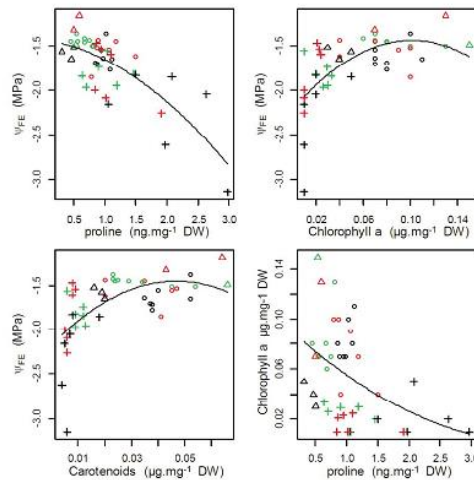 ΨFE (MPa)
-1.5
-2.0
-2.5
-3.0
0.5 1.0 1.5 2.0 2.5 3.0
proline (ng.mg-1 DW)
ΨFE (MPa)
-1.5
-2.0
-2.5
-3.0
0.02 0.06 0.10 0.14
Chlorophyll a (µg.mg-1 DW)
ΨFE (MPa)
-1.5
-2.0
-2.5
-3.0
0.01 0.03 0.05
Carotenoids (µg.mg-1 DW)
Chlorophyll a µg.mg-1 DW
0.14
0.10
0.06
0.02
0.5 1.0 1.5 2.0 2.5 3.0
proline (ng.mg-1 DW)